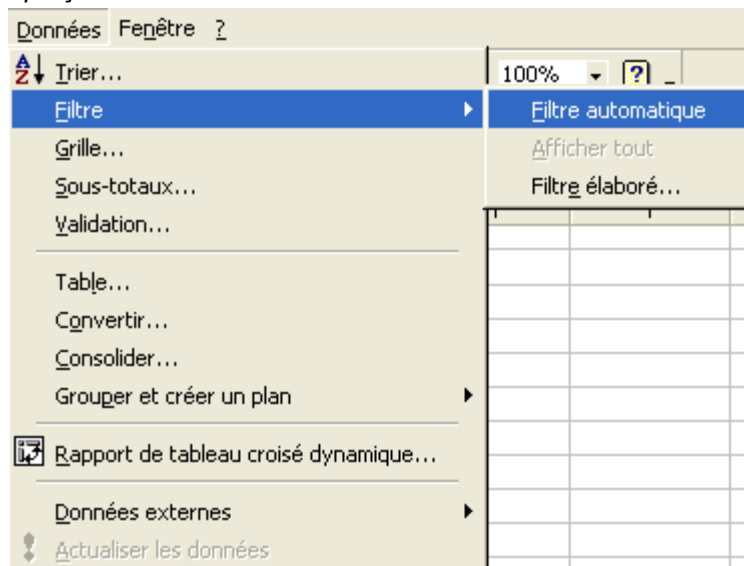 Données Fenêtre ?
Trier...
100%
Filtre
Filtre automatique
Grille...
Afficher tout
Sous-totaux...
Filtre élaboré...
Validation...
Table...
Convertir...
Consolider...
Grouper et créer un plan
Rapport de tableau croisé dynamique...
Données externes
Actualiser les données